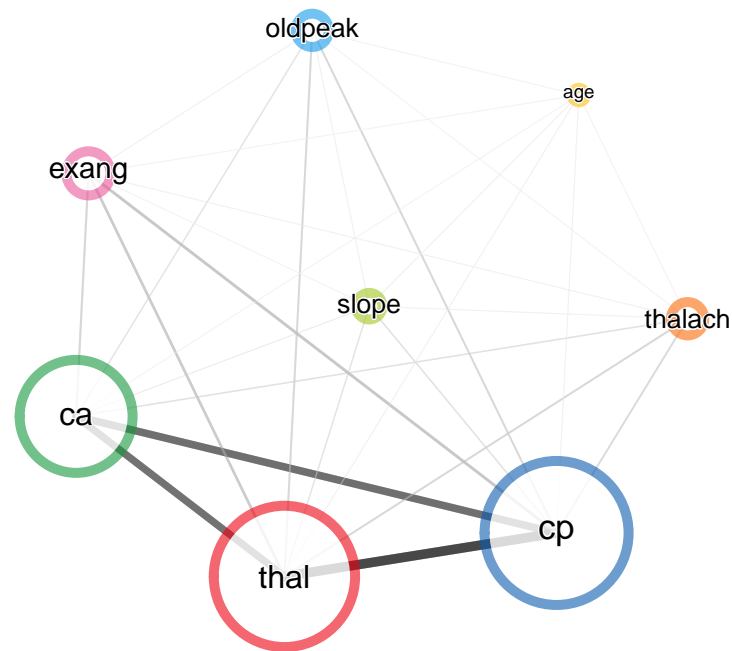 oldpeak
age
exang
slope
thalach
ca
cp
thal